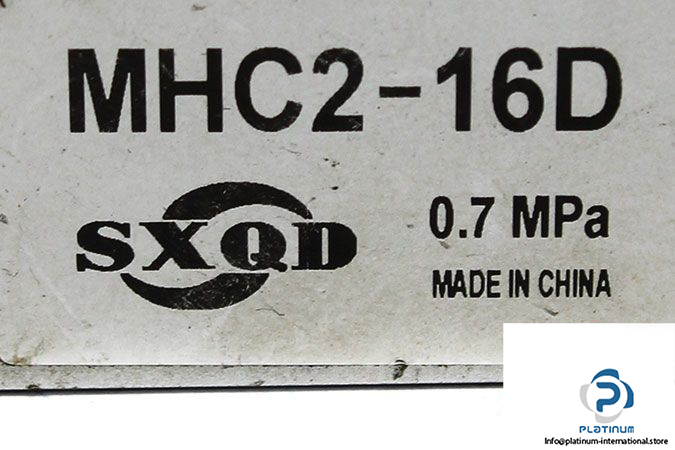 MHC2-16D
SXQD
0.7 MPa
MADE IN CHINA
PLATINUM
Info@platinum-international.store